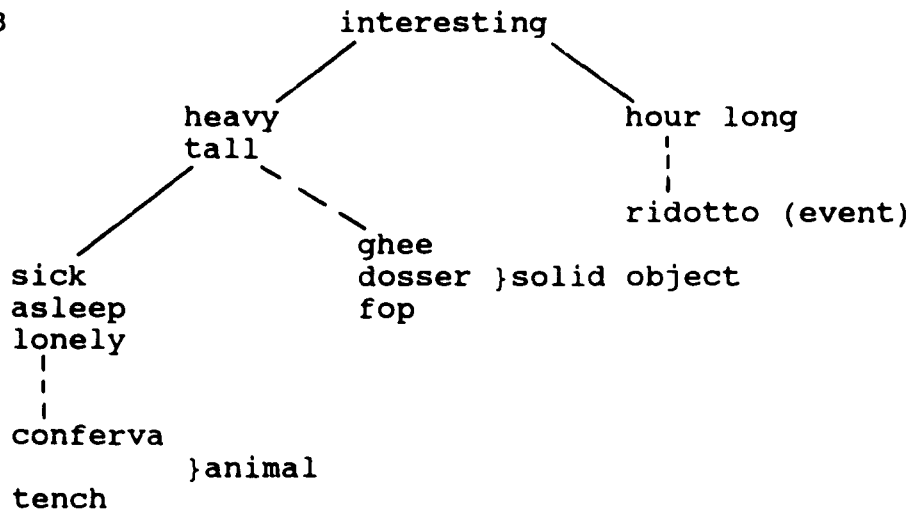 3
interesting
heavy
tall
hour long
ridotto (event)
ghee
dosser }solid object
fop
sick
asleep
lonely
conferva
}animal
tench